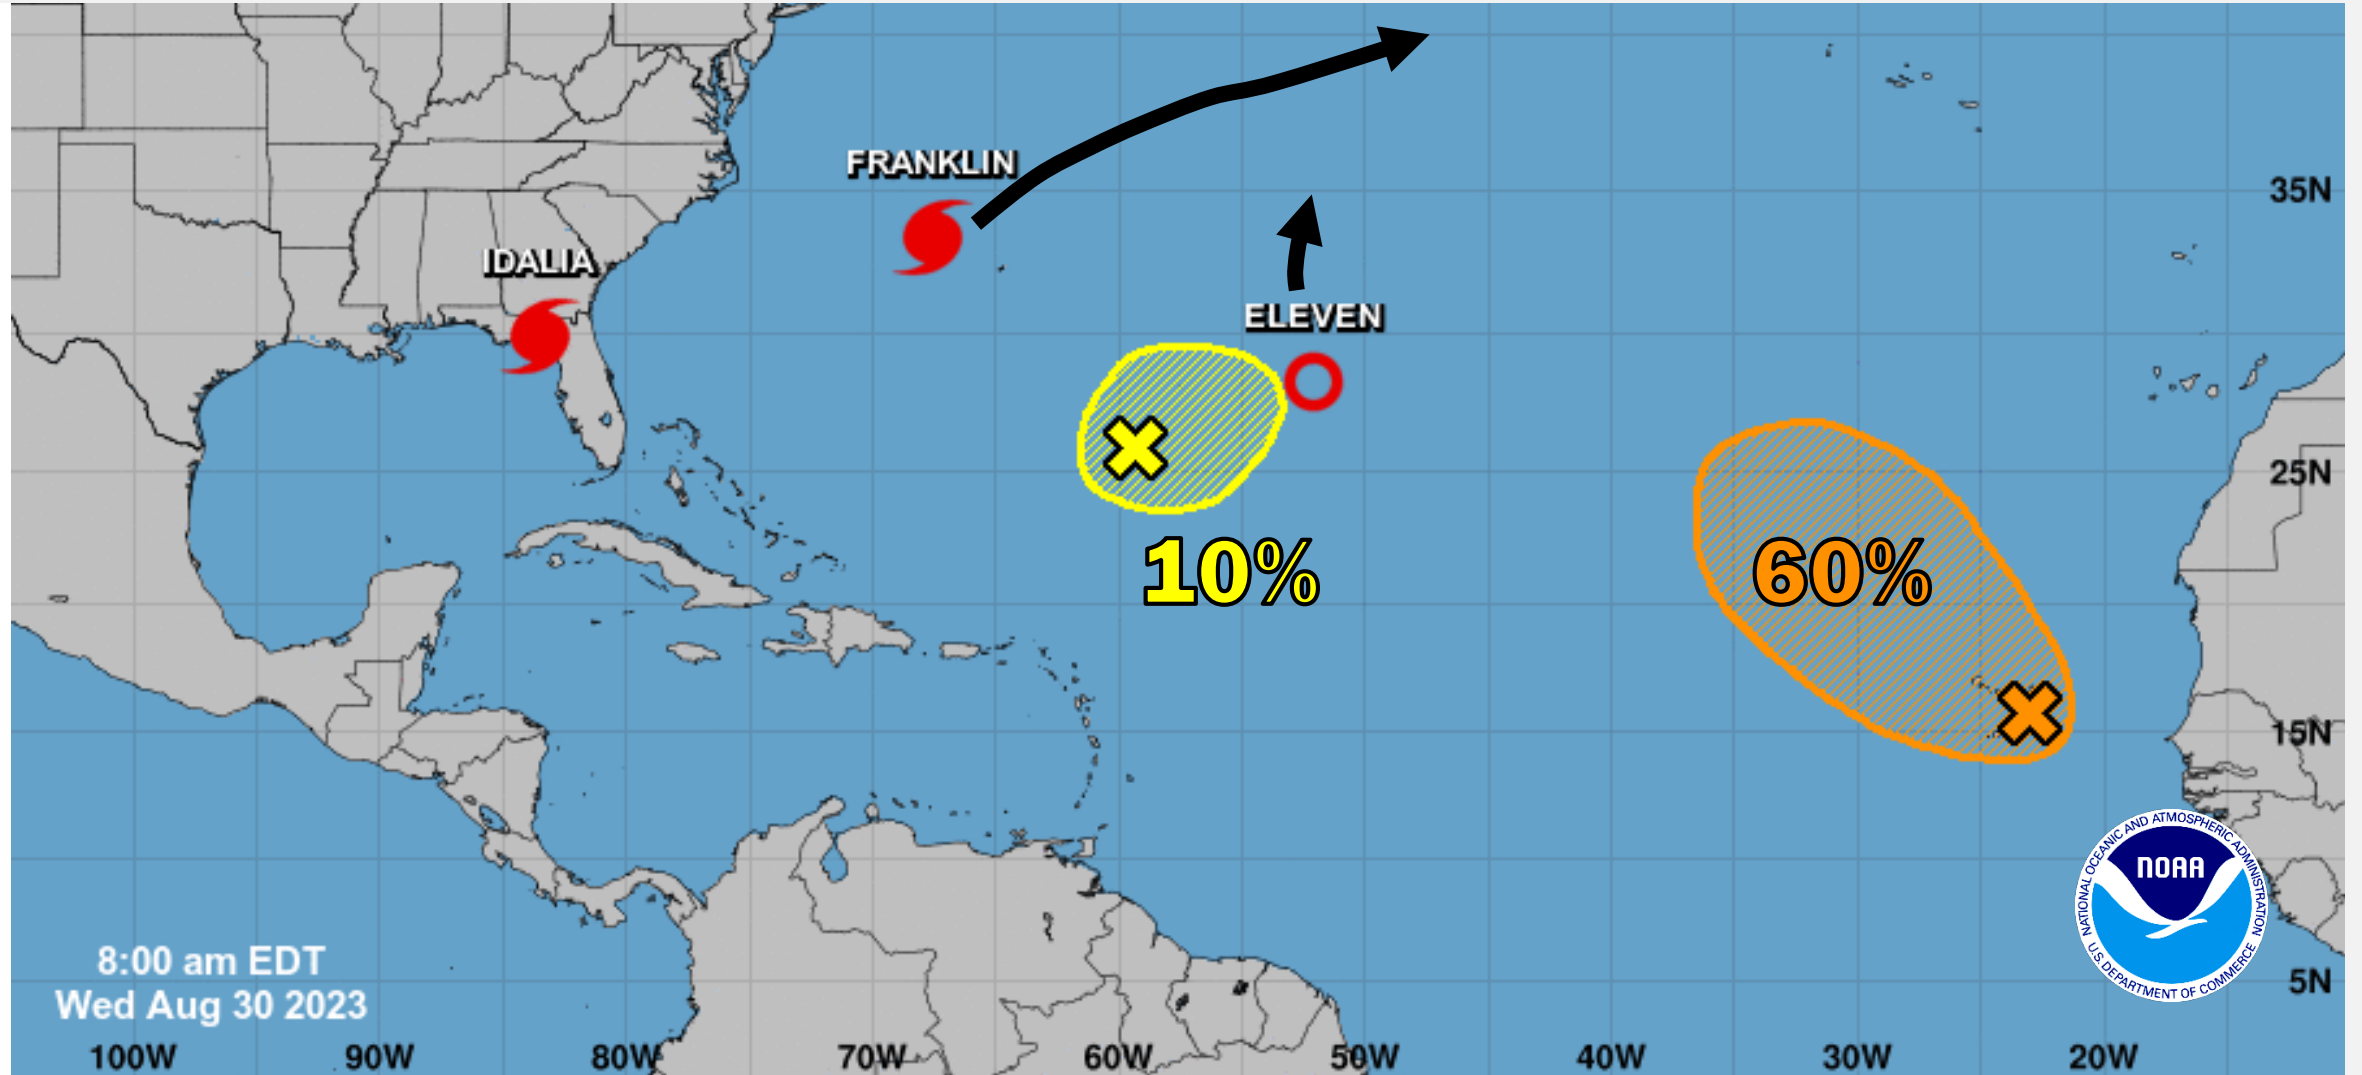 FRANKLIN
35N
IDALIA
ELEVEN
25N
10%
60%
15N
NATIONAL OCEANIC AND ATMOSPHERIC ADMINISTRATION
NOAA
U.S. DEPARTMENT OF COMMERCE
8:00 am EDT
Wed Aug 30 2023
5N
100W 90W 80W 70W 60W 50W 40W 30W 20W